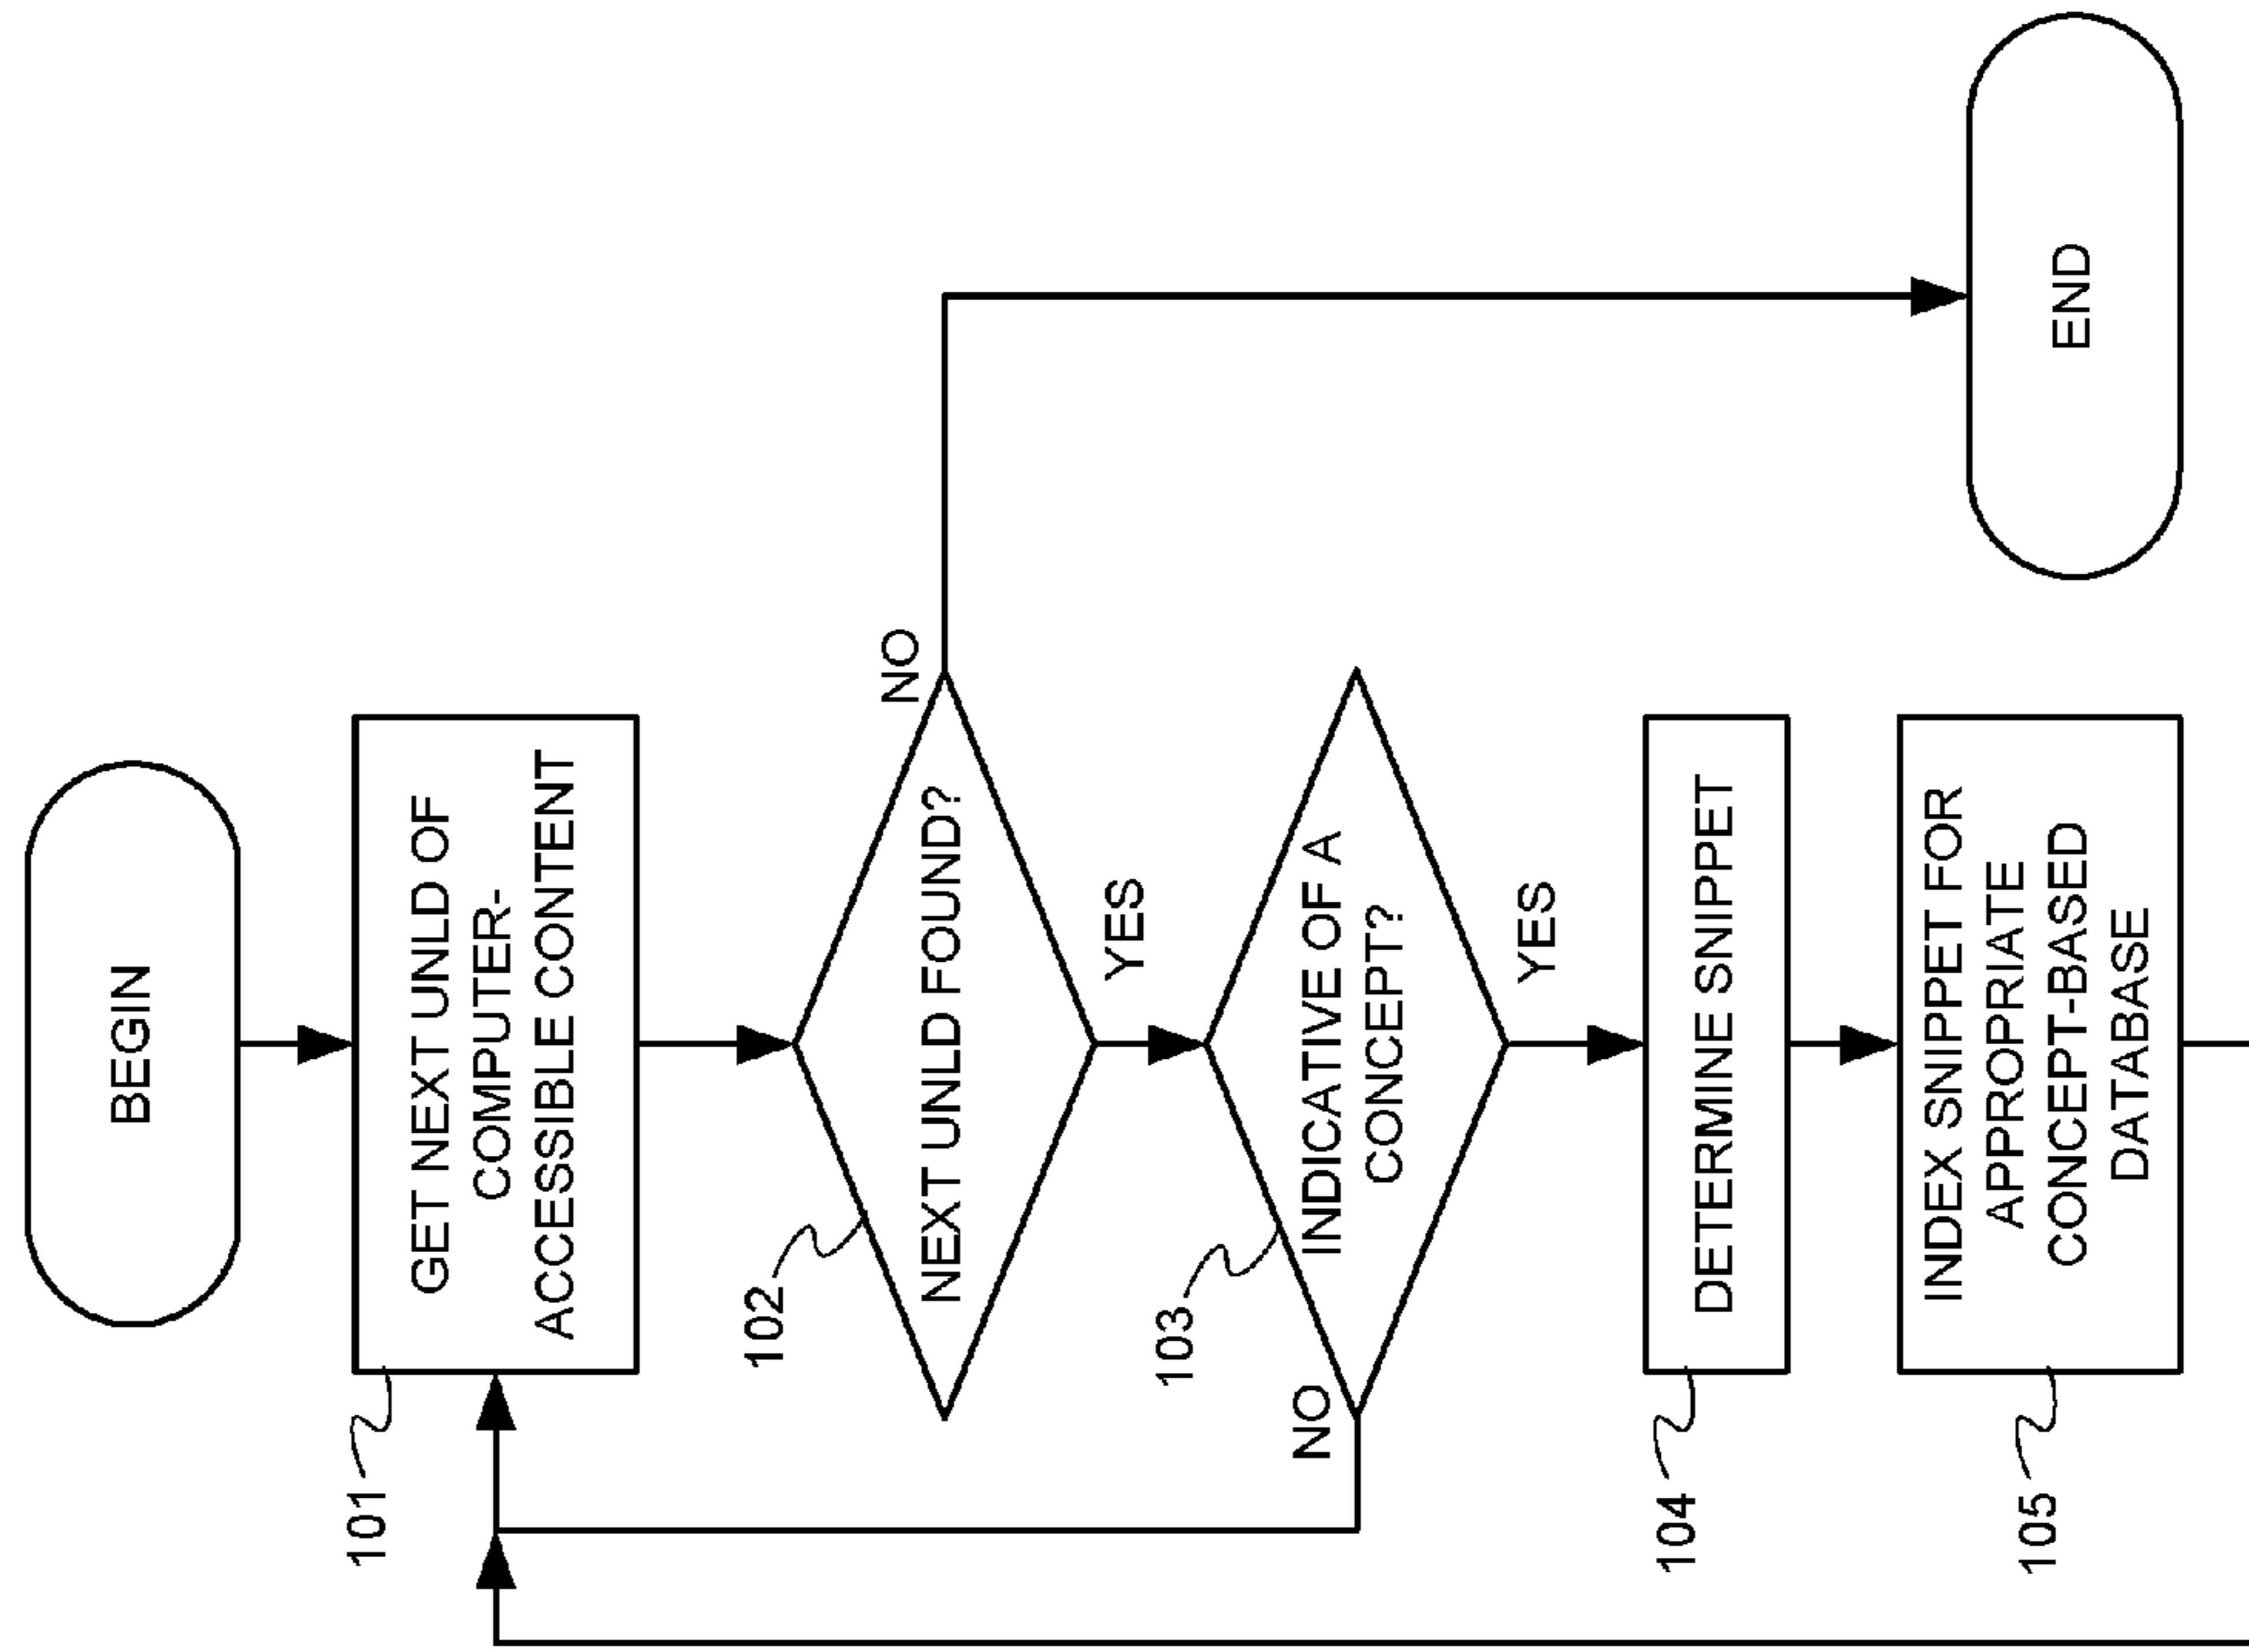 BEGIN
101
GET NEXT UNLD OF
COMPUTER-
ACCESSIBLE CONTENT
102
NEXT UNLD FOUND?
NO
YES
103
INDICATIVE OF A
CONCEPT?
NO
YES
104
DETERMINE SNIPPET
105
INDEX SNIPPET FOR
APPROPRIATE
CONCEPT-BASED
DATABASE
END